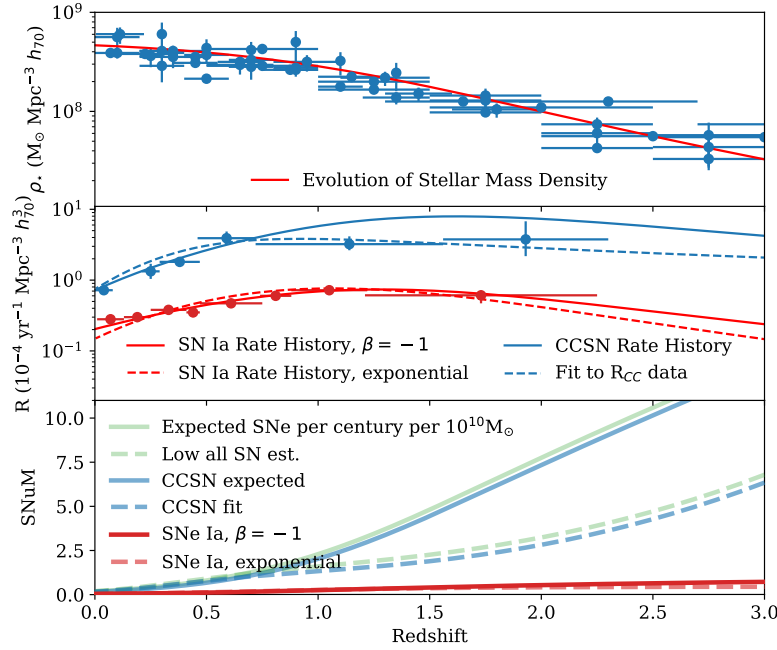 10⁹
10⁸
ρ⋆ (M⊙ Mpc⁻³ h₇₀)
Evolution of Stellar Mass Density
10¹
10⁰
10⁻¹
R (10⁻⁴ yr⁻¹ Mpc⁻³ h³₇₀)
SN Ia Rate History, β = −1
SN Ia Rate History, exponential
CCSN Rate History
Fit to R_CC data
10.0
7.5
5.0
2.5
0.0
SNuM
Expected SNe per century per 10¹⁰M⊙
Low all SN est.
CCSN expected
CCSN fit
SNe Ia, β = −1
SNe Ia, exponential
0.0 0.5 1.0 1.5 2.0 2.5 3.0
Redshift